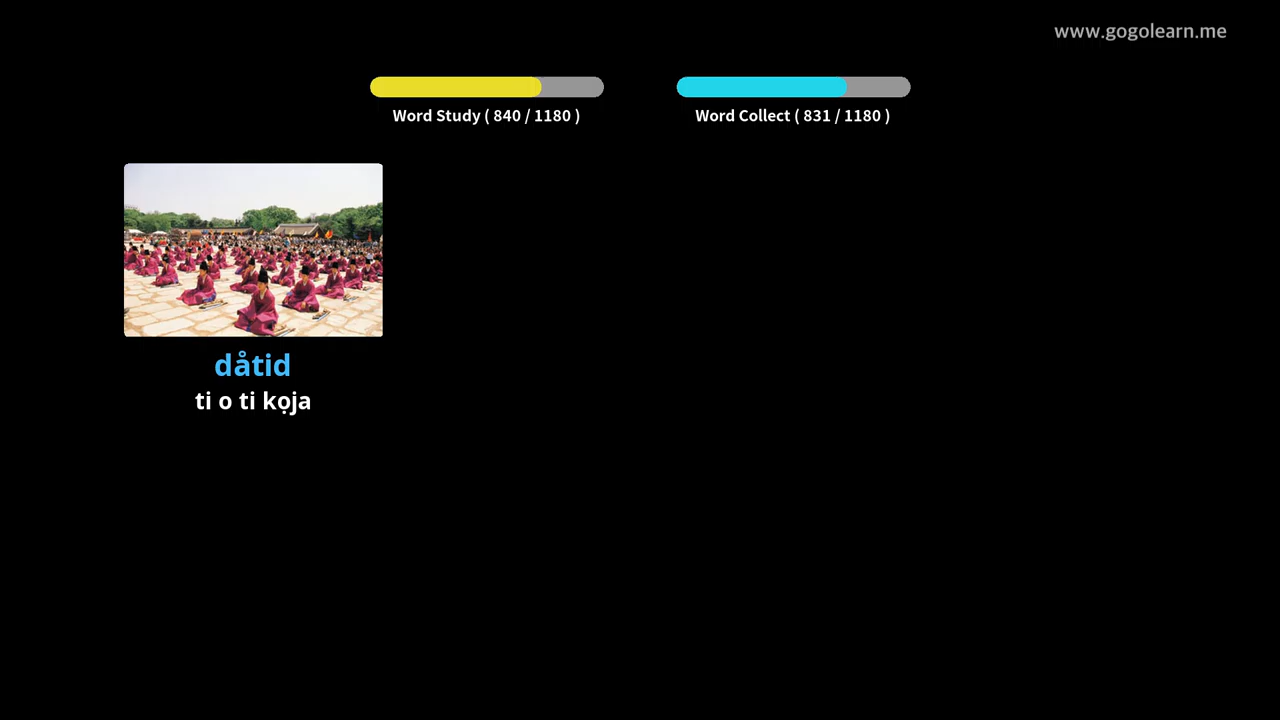 www.gogolearn.me
Word Study ( 840 / 1180 )
Word Collect ( 831 / 1180 )
dåtid
ti o ti kọja